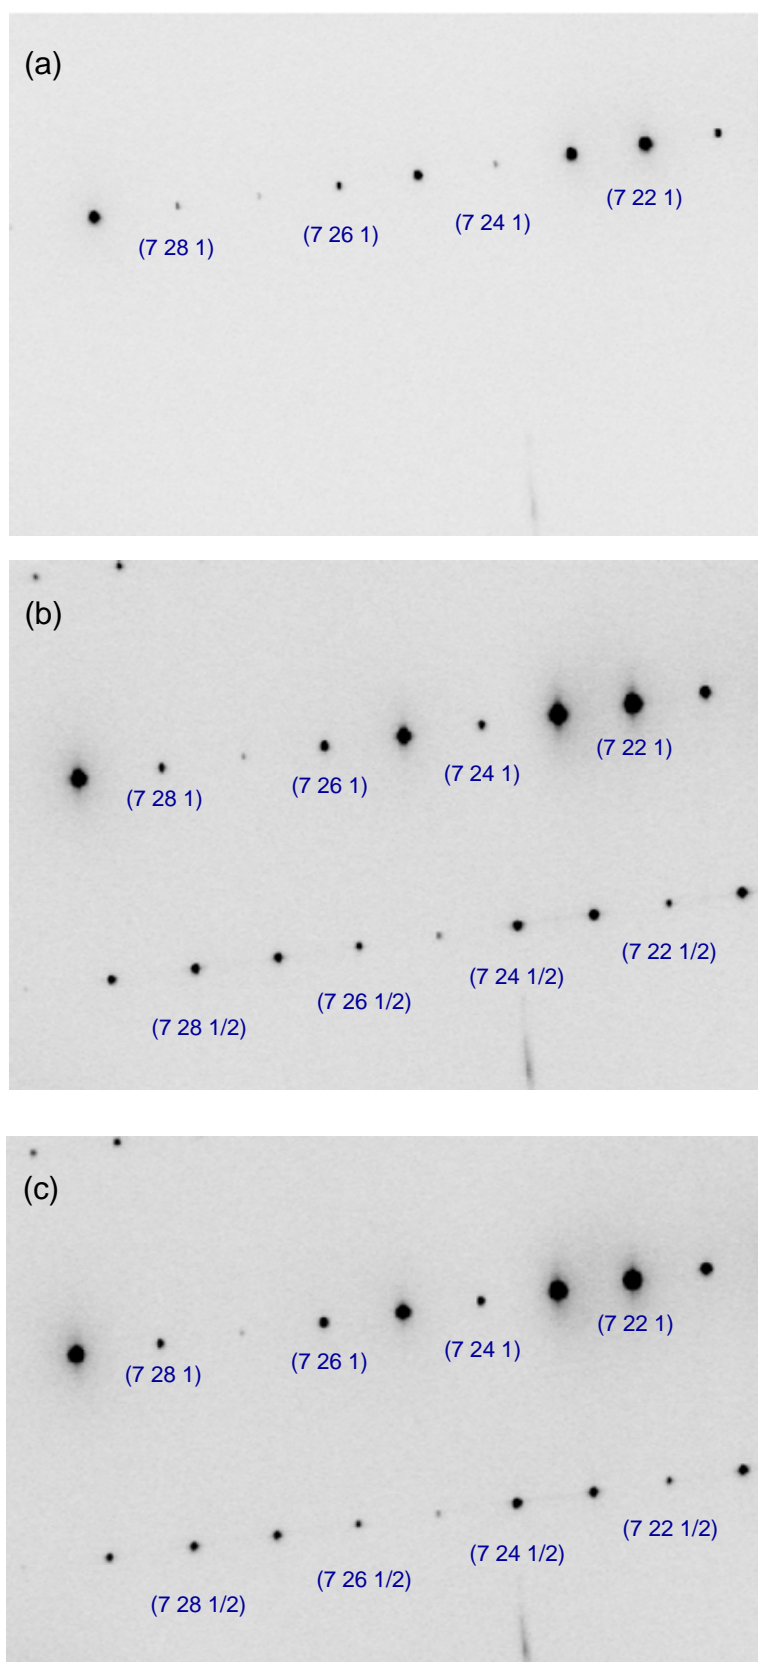 (a)
(7 22 1)
(7 24 1)
(7 26 1)
(7 28 1)
(b)
(7 22 1)
(7 24 1)
(7 26 1)
(7 28 1)
(7 22 1/2)
(7 24 1/2)
(7 26 1/2)
(7 28 1/2)
(c)
(7 22 1)
(7 24 1)
(7 26 1)
(7 28 1)
(7 22 1/2)
(7 24 1/2)
(7 26 1/2)
(7 28 1/2)